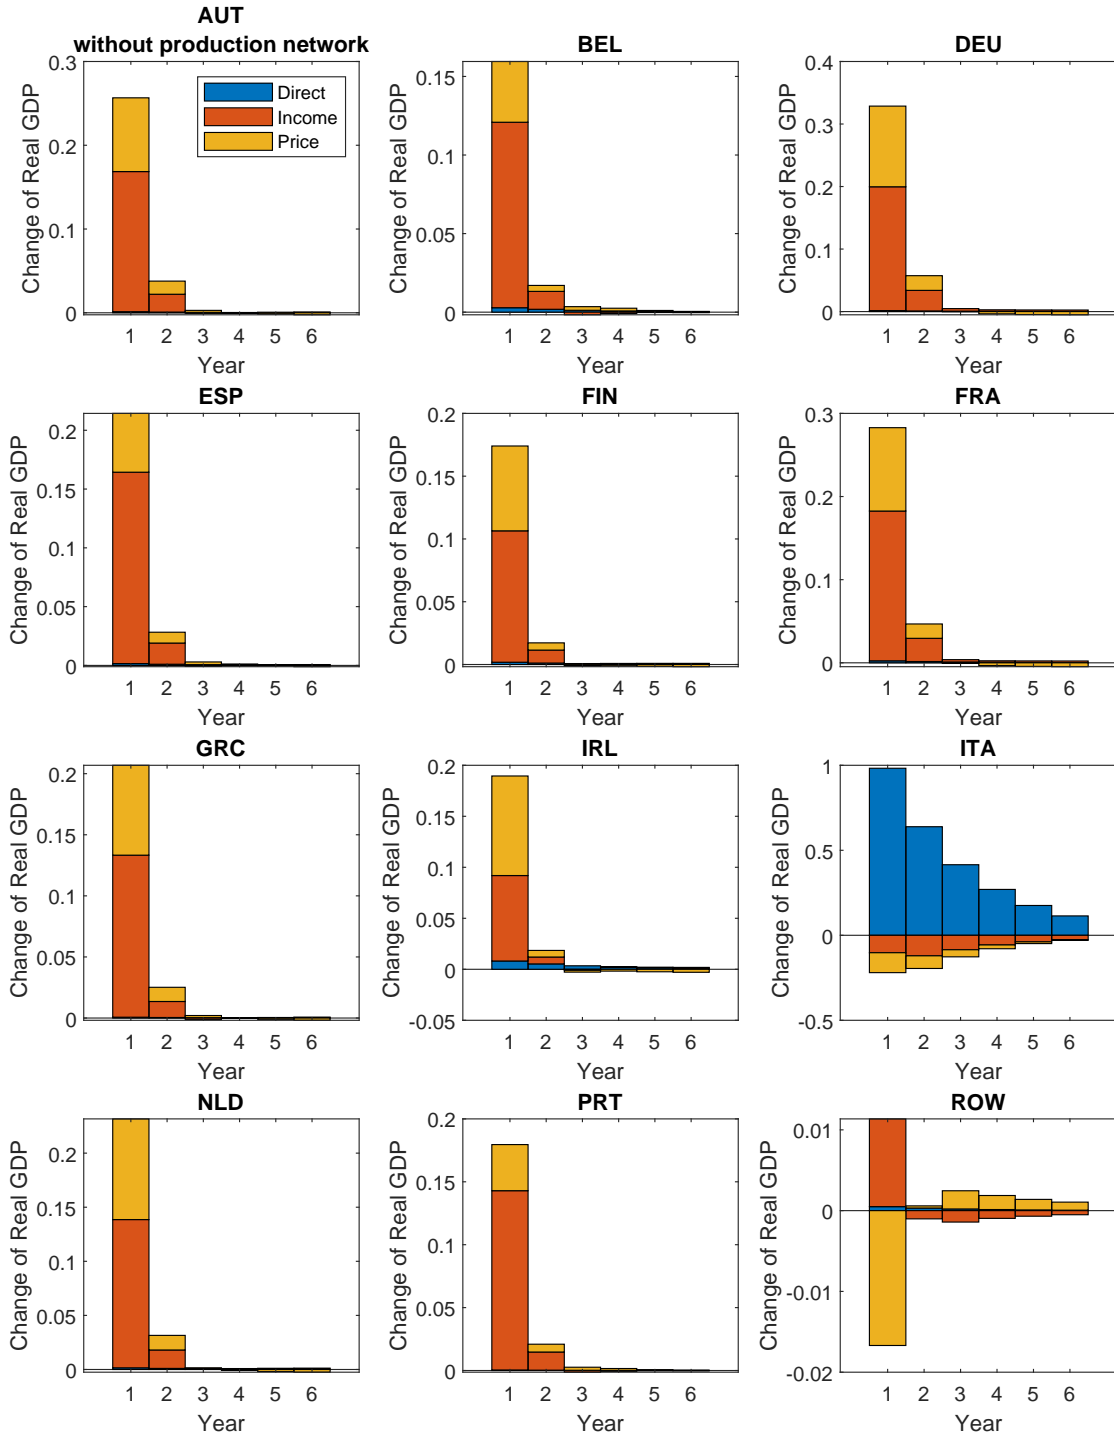 AUT
without production network
0.3
0.2
0.1
0
Change of Real GDP
Direct
Income
Price
1 2 3 4 5 6
Year
BEL
0.15
0.1
0.05
0
Change of Real GDP
1 2 3 4 5 6
Year
DEU
0.4
0.3
0.2
0.1
0
Change of Real GDP
1 2 3 4 5 6
Year
ESP
0.2
0.15
0.1
0.05
0
Change of Real GDP
1 2 3 4 5 6
Year
FIN
0.2
0.15
0.1
0.05
0
Change of Real GDP
1 2 3 4 5 6
Year
FRA
0.3
0.2
0.1
0
Change of Real GDP
1 2 3 4 5 6
Year
GRC
0.2
0.15
0.1
0.05
0
Change of Real GDP
1 2 3 4 5 6
Year
IRL
0.2
0.15
0.1
0.05
0
-0.05
Change of Real GDP
1 2 3 4 5 6
Year
ITA
1
0.5
0
-0.5
Change of Real GDP
1 2 3 4 5 6
Year
NLD
0.2
0.15
0.1
0.05
0
Change of Real GDP
1 2 3 4 5 6
Year
PRT
0.2
0.15
0.1
0.05
0
Change of Real GDP
1 2 3 4 5 6
Year
ROW
0.01
0
-0.01
-0.02
Change of Real GDP
1 2 3 4 5 6
Year